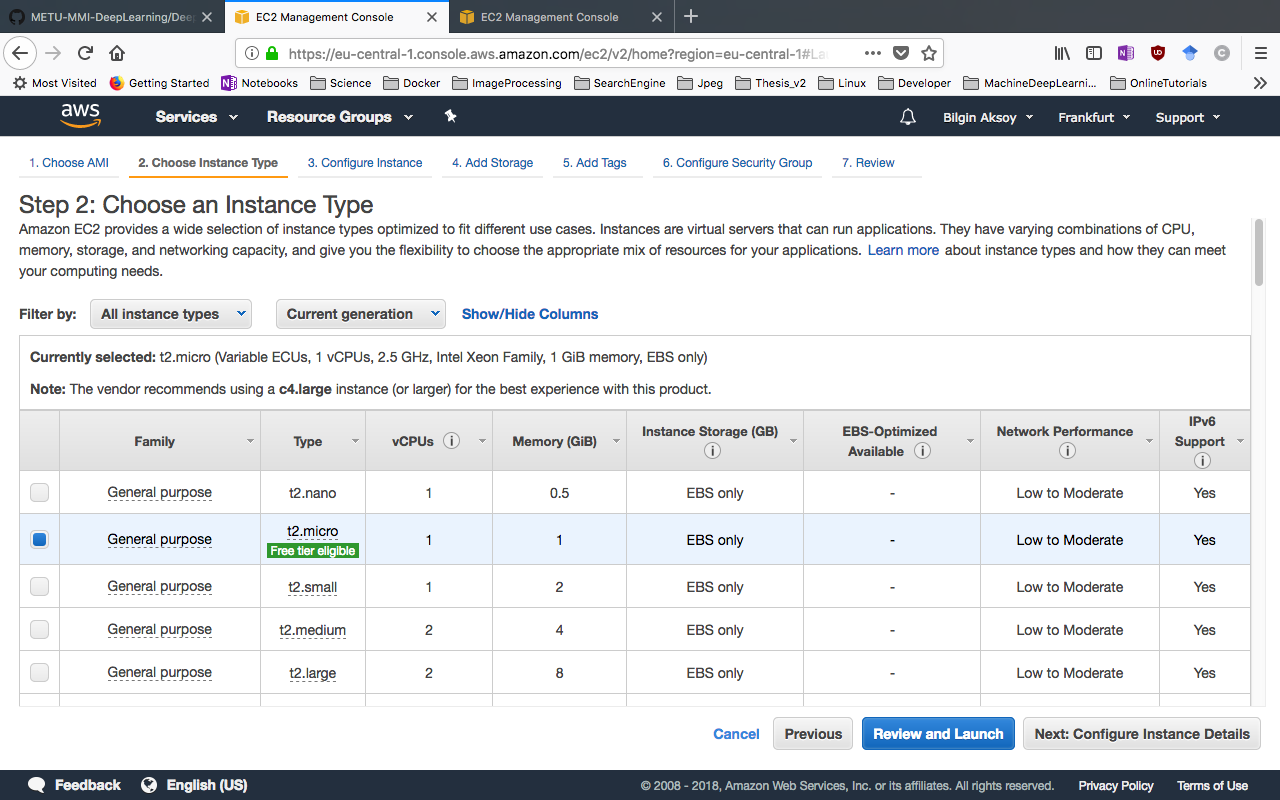 METU-MMI-DeepLearning/Dee
EC2 Management Console
EC2 Management Console
https://eu-central-1.console.aws.amazon.com/ec2/v2/home?region=eu-central-1#La
Most Visited Getting Started Notebooks Science Docker ImageProcessing SearchEngine Jpeg Thesis_v2 Linux Developer MachineDeepLearni... OnlineTutorials
aws Services Resource Groups Bilgin Aksoy Frankfurt Support
1. Choose AMI 2. Choose Instance Type 3. Configure Instance 4. Add Storage 5. Add Tags 6. Configure Security Group 7. Review
Step 2: Choose an Instance Type
Amazon EC2 provides a wide selection of instance types optimized to fit different use cases. Instances are virtual servers that can run applications. They have varying combinations of CPU,
memory, storage, and networking capacity, and give you the flexibility to choose the appropriate mix of resources for your applications. Learn more about instance types and how they can meet
your computing needs.
Filter by: All instance types Current generation Show/Hide Columns
Currently selected: t2.micro (Variable ECUs, 1 vCPUs, 2.5 GHz, Intel Xeon Family, 1 GiB memory, EBS only)
Note: The vendor recommends using a c4.large instance (or larger) for the best experience with this product.
Family Type vCPUs Memory (GiB) Instance Storage (GB) EBS-Optimized Available Network Performance IPv6 Support
General purpose t2.nano 1 0.5 EBS only - Low to Moderate Yes
General purpose t2.micro Free tier eligible 1 1 EBS only - Low to Moderate Yes
General purpose t2.small 1 2 EBS only - Low to Moderate Yes
General purpose t2.medium 2 4 EBS only - Low to Moderate Yes
General purpose t2.large 2 8 EBS only - Low to Moderate Yes
Cancel Previous Review and Launch Next: Configure Instance Details
Feedback English (US) © 2008 - 2018, Amazon Web Services, Inc. or its affiliates. All rights reserved. Privacy Policy Terms of Use